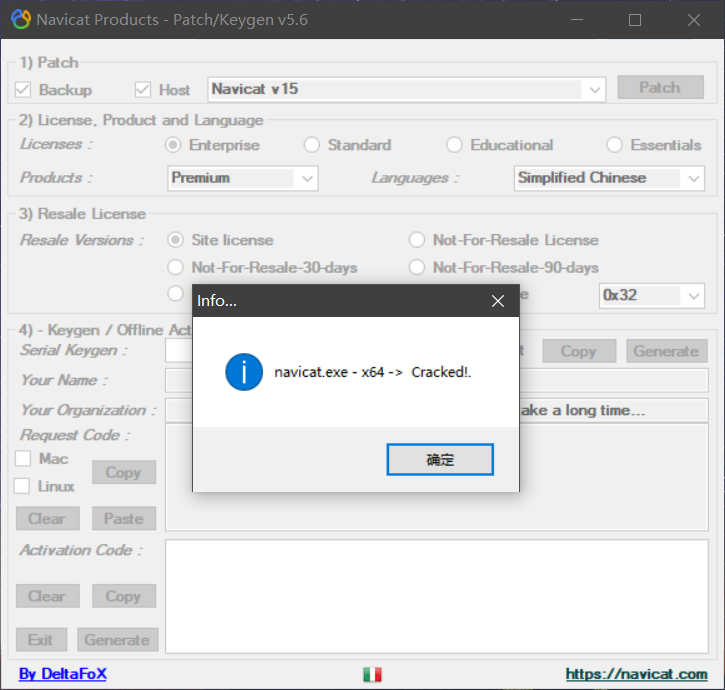 Navicat Products - Patch/Keygen v5.6
1) Patch
Backup Host Navicat v15 Patch
2) License, Product and Language
Licenses : Enterprise Standard Educational Essentials
Products : Premium Languages : Simplified Chinese
3) Resale License
Resale Versions : Site license Not-For-Resale License
Not-For-Resale-30-days Not-For-Resale-90-days
0x32
Info...
navicat.exe - x64 -> Cracked!.
确定
4) - Keygen / Offline Act
Serial Keygen : Copy Generate
Your Name :
Your Organization : ake a long time...
Request Code :
Mac
Copy
Linux
Clear Paste
Activation Code :
Clear Copy
Exit Generate
By DeltaFoX https://navicat.com